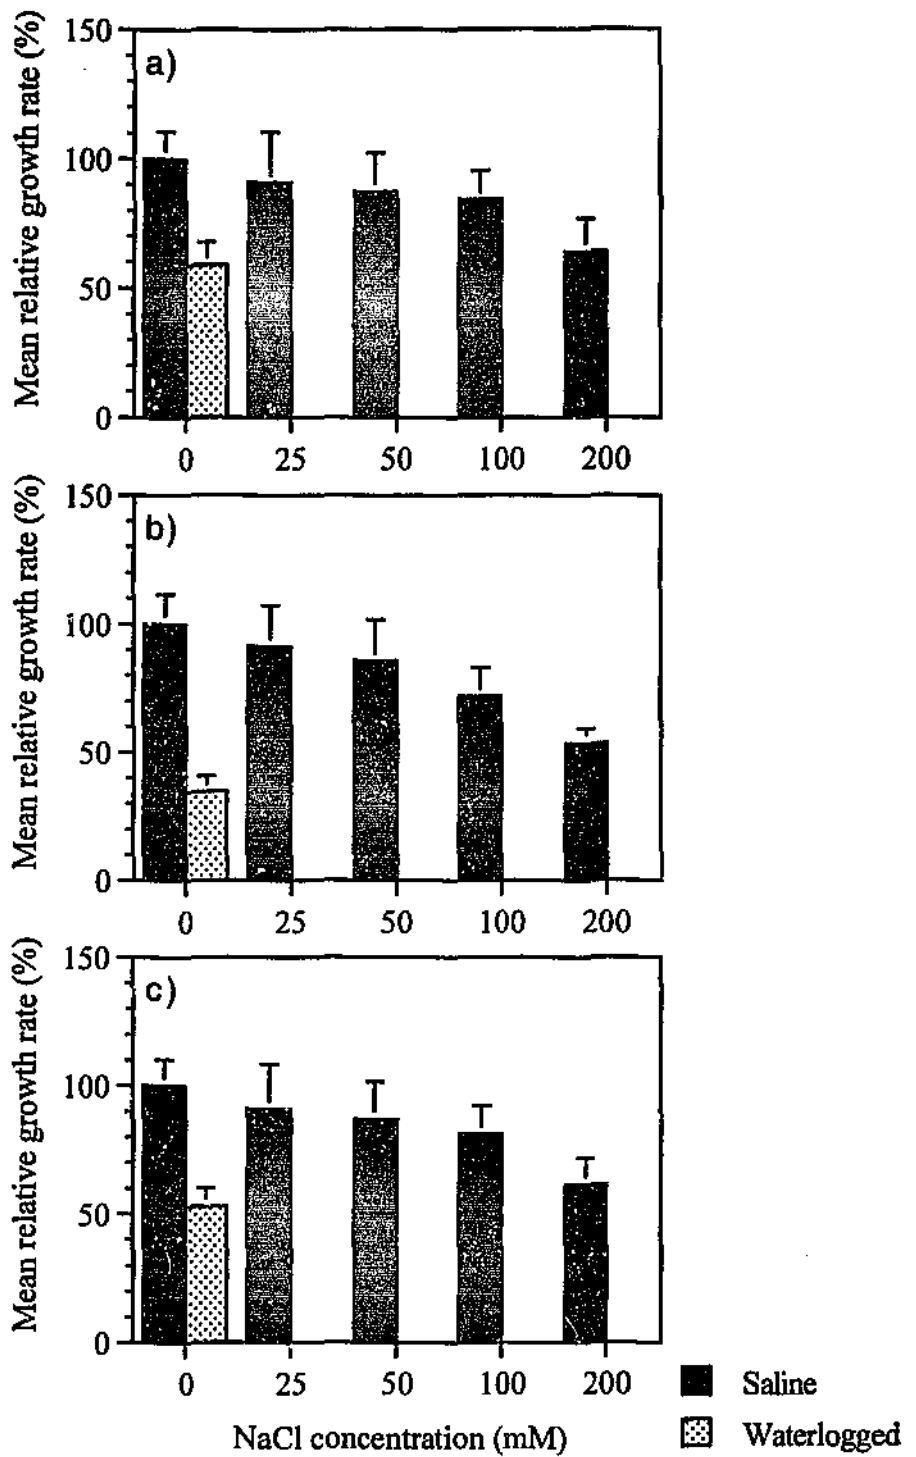 Mean relative growth rate (%)
150
100
50
0
a)
0 25 50 100 200
Mean relative growth rate (%)
150
100
50
0
b)
0 25 50 100 200
Mean relative growth rate (%)
150
100
50
0
c)
0 25 50 100 200
NaCl concentration (mM)
Saline
Waterlogged